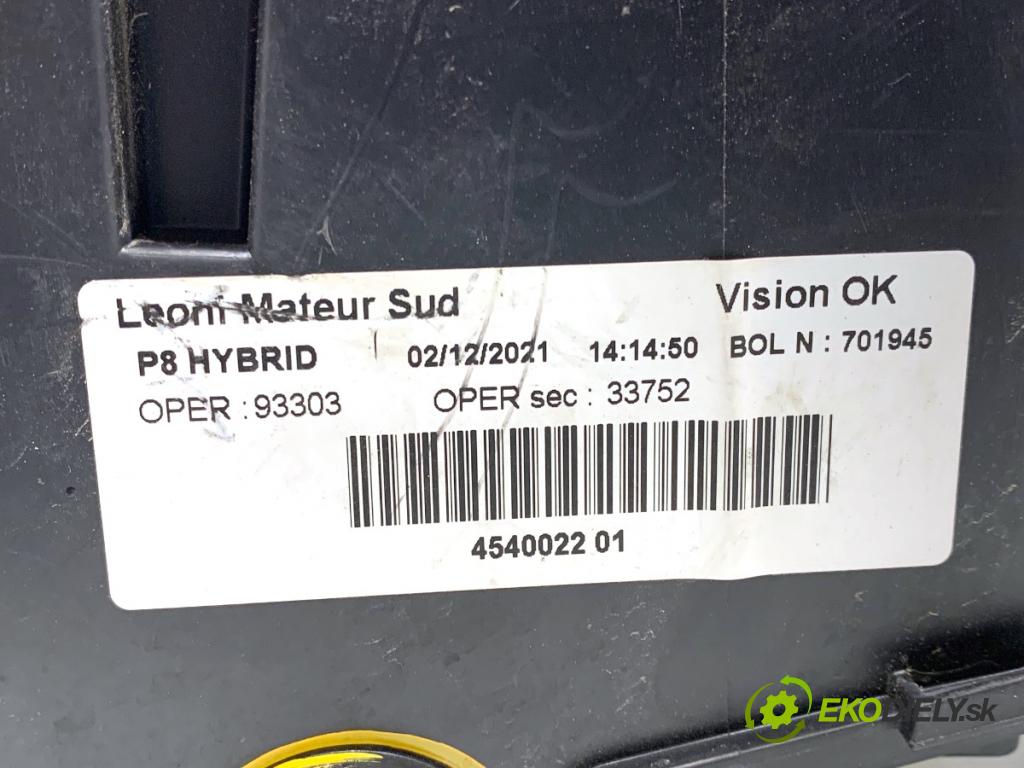 Leoni Mateur Sud Vision OK
P8 HYBRID 02/12/2021 14:14:50 BOL N : 701945
OPER : 93303 OPER sec : 33752
4540022 01
EKODIELY.sk